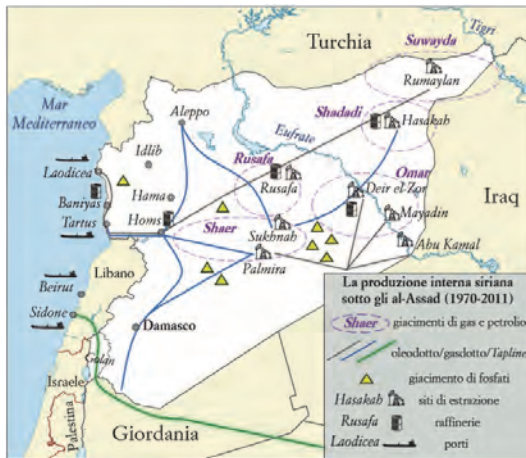 Turchia
Suwayda
Tigri
Rumaylan
Mar
Mediterraneo
Aleppo
Shadadi
Hasakah
Eufrate
Idlib
Rusafa
Rusafa
Omar
Laodicea
Deir el-Zor
Iraq
Baniyas
Hama
Mayadin
Tartus
Homs
Shaer
Sukhnah
Abu Kamal
Palmira
Libano
Beirut
Sidone
Damasco
Golan
Israele
Palestina
Giordania
La produzione interna siriana
sotto gli al-Assad (1970-2011)
Shaer giacimenti di gas e petrolio
oleodotto/gasdotto/Tapline
giacimento di fosfati
Hasakah siti di estrazione
Rusafa raffinerie
Laodicea porti